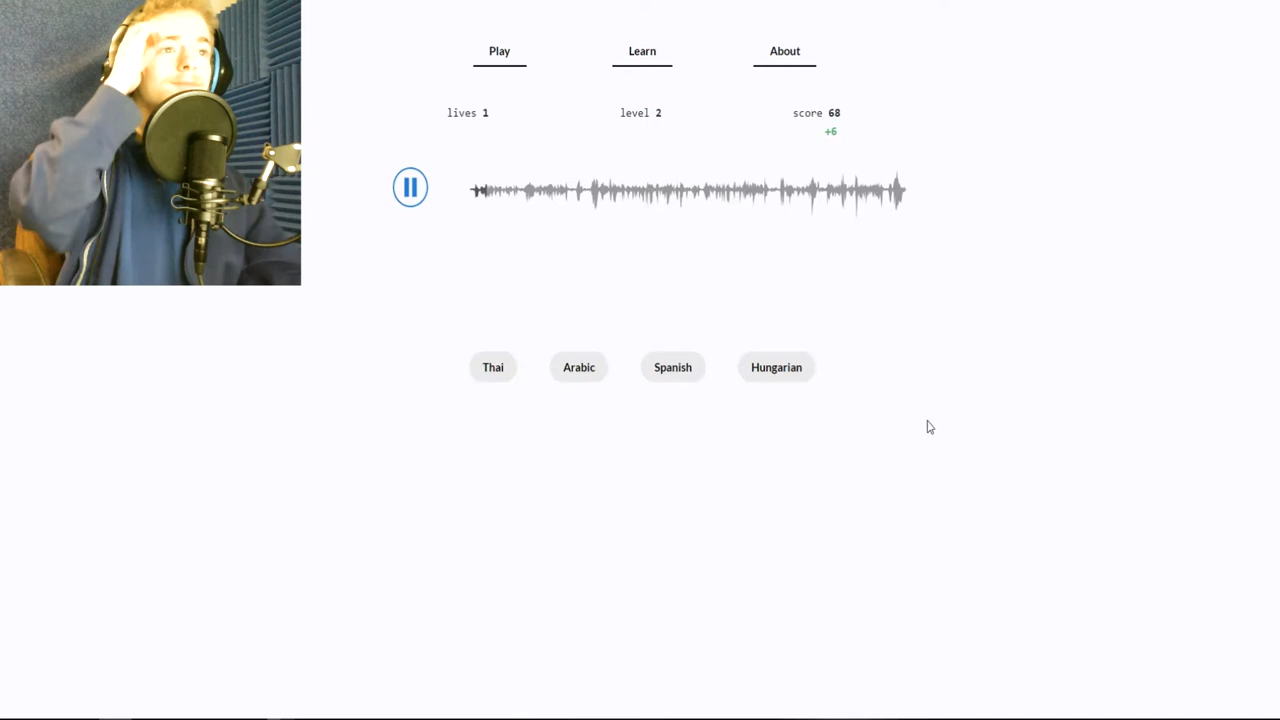 Play Learn About
lives 1 level 2 score 68
+6
Thai Arabic Spanish Hungarian